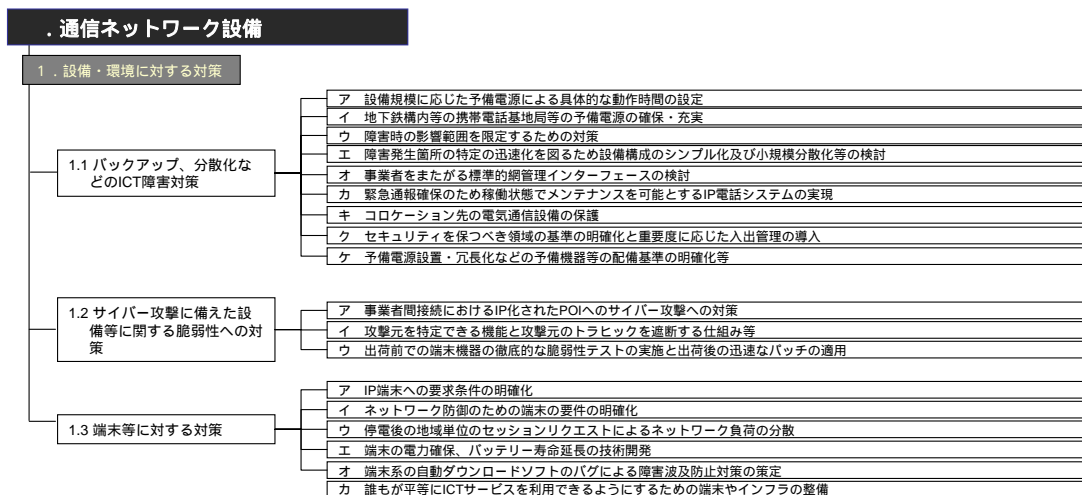 ．通信ネットワーク設備
1．設備・環境に対する対策
1.1 バックアップ、分散化な
どのICT障害対策
ア 設備規模に応じた予備電源による具体的な動作時間の設定
イ 地下鉄構内等の携帯電話基地局等の予備電源の確保・充実
ウ 障害時の影響範囲を限定するための対策
エ 障害発生箇所の特定の迅速化を図るため設備構成のシンプル化及び小規模分散化等の検討
オ 事業者をまたがる標準的網管理インターフェースの検討
カ 緊急通報確保のため稼働状態でメンテナンスを可能とするIP電話システムの実現
キ コロケーション先の電気通信設備の保護
ク セキュリティを保つべき領域の基準の明確化と重要度に応じた入出管理の導入
ケ 予備電源設置・冗長化などの予備機器等の配備基準の明確化等
1.2 サイバー攻撃に備えた設
備等に関する脆弱性への対
策
ア 事業者間接続におけるIP化されたPOIへのサイバー攻撃への対策
イ 攻撃元を特定できる機能と攻撃元のトラヒックを遮断する仕組み等
ウ 出荷前での端末機器の徹底的な脆弱性テストの実施と出荷後の迅速なパッチの適用
1.3 端末等に対する対策
ア IP端末への要求条件の明確化
イ ネットワーク防御のための端末の要件の明確化
ウ 停電後の地域単位のセッションリクエストによるネットワーク負荷の分散
エ 端末の電力確保、バッテリー寿命延長の技術開発
オ 端末系の自動ダウンロードソフトのバグによる障害波及防止対策の策定
カ 誰もが平等にICTサービスを利用できるようにするための端末やインフラの整備